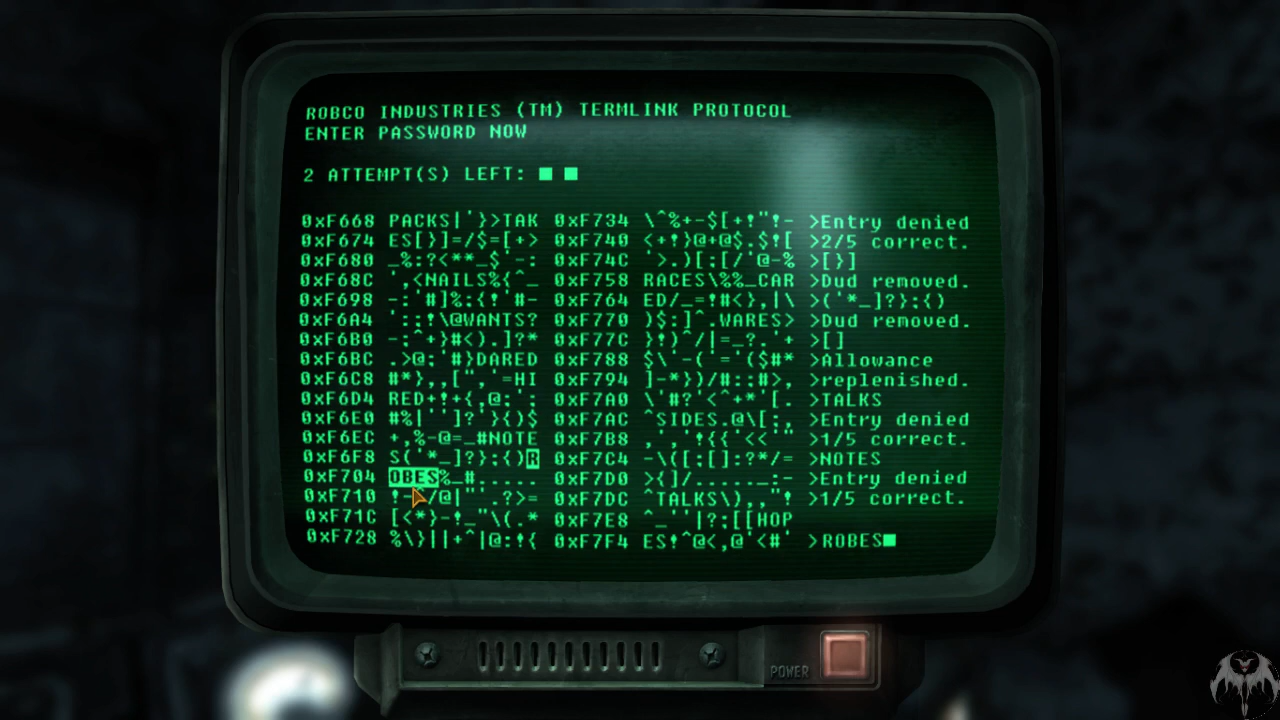 ROBCO INDUSTRIES (TM) TERMLINK PROTOCOL
ENTER PASSWORD NOW
2 ATTEMPT(S) LEFT: ■ ■
0xF668 PACKS|'}>TAK 0xF734 \^%+-$[+!"!- >Entry denied
0xF674 ES[}]=/$=[+> 0xF740 <+!}@+@$.$![ >2/5 correct.
0xF680 _%:?<**_$'-: 0xF74C '>.)[:[/'@-% >[}]
0xF68C ',<NAILS%{^_ 0xF758 RACES\%%_CAR >Dud removed.
0xF698 -:'#]%:{!'#- 0xF764 ED/_=!#<},|\ >('*_]?}:{)
0xF6A4 '::!\@WANTS? 0xF770 )$:]^.WARES> >Dud removed.
0xF6B0 -:^+}#<).]?* 0xF77C }!)^/|=_?.'+ >[]
0xF6BC .>@:'#}DARED 0xF788 $\'-('='($#* >Allowance
0xF6C8 #*},,[",'=HI 0xF794 ]-*})/#::#>, >replenished.
0xF6D4 RED+!+{,@:': 0xF7A0 \'#?'<^+*'[. >TALKS
0xF6E0 #%|'']?'}{)$ 0xF7AC ^SIDES.@\[:, >Entry denied
0xF6EC +,%-@=_#NOTE 0xF7B8 ,','!{{'<<'" >1/5 correct.
0xF6F8 S('*_]?}:{)R 0xF7C4 -\([:[]:?*/= >NOTES
0xF704 OBES%_#..... 0xF7D0 >{]/......:- >Entry denied
0xF710 0xF7DC ^TALKS\),,"! >1/5 correct.
0xF71C [<*}-!_"\(.* 0xF7E8 ^_''|?:[[HOP
0xF728 %\}||+^|@:!{ 0xF7F4 ES!^@<,@'<#' >ROBES■
POWER